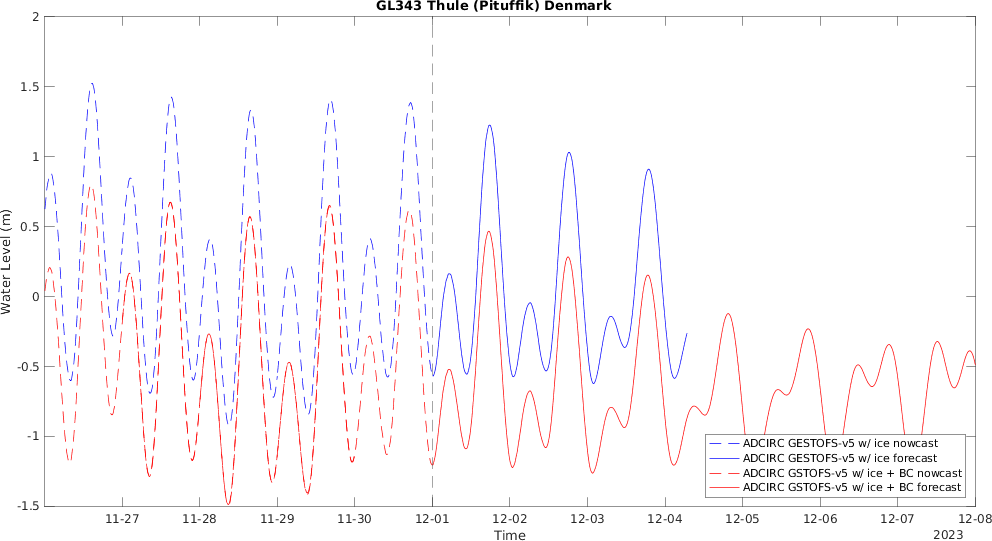 GL343 Thule (Pituffik) Denmark
2
1.5
1
0.5
0
-0.5
-1
-1.5
Water Level (m)
ADCIRC GESTOFS-v5 w/ ice nowcast
ADCIRC GESTOFS-v5 w/ ice forecast
ADCIRC GSTOFS-v5 w/ ice + BC nowcast
ADCIRC GSTOFS-v5 w/ ice + BC forecast
11-27 11-28 11-29 11-30 12-01 12-02 12-03 12-04 12-05 12-06 12-07 12-08
Time
2023